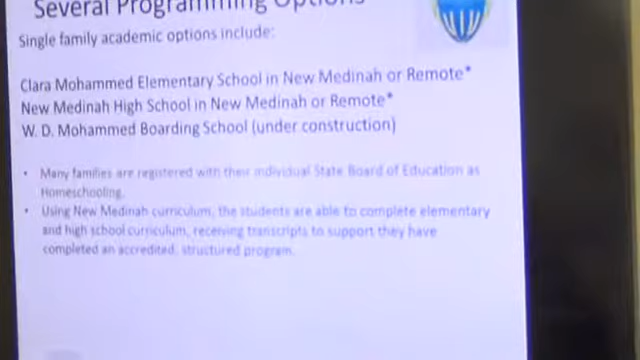 Several Programming Options
Single family academic options include:
Clara Mohammed Elementary School in New Medinah or Remote*
New Medinah High School in New Medinah or Remote*
W. D. Mohammed Boarding School (under construction)
• Many families are registered with their individual State Board of Education as
Homeschooling.
• Using New Medinah curriculum, the students are able to complete elementary
and high school curriculum, receiving transcripts to support they have
completed an accredited, structured program.